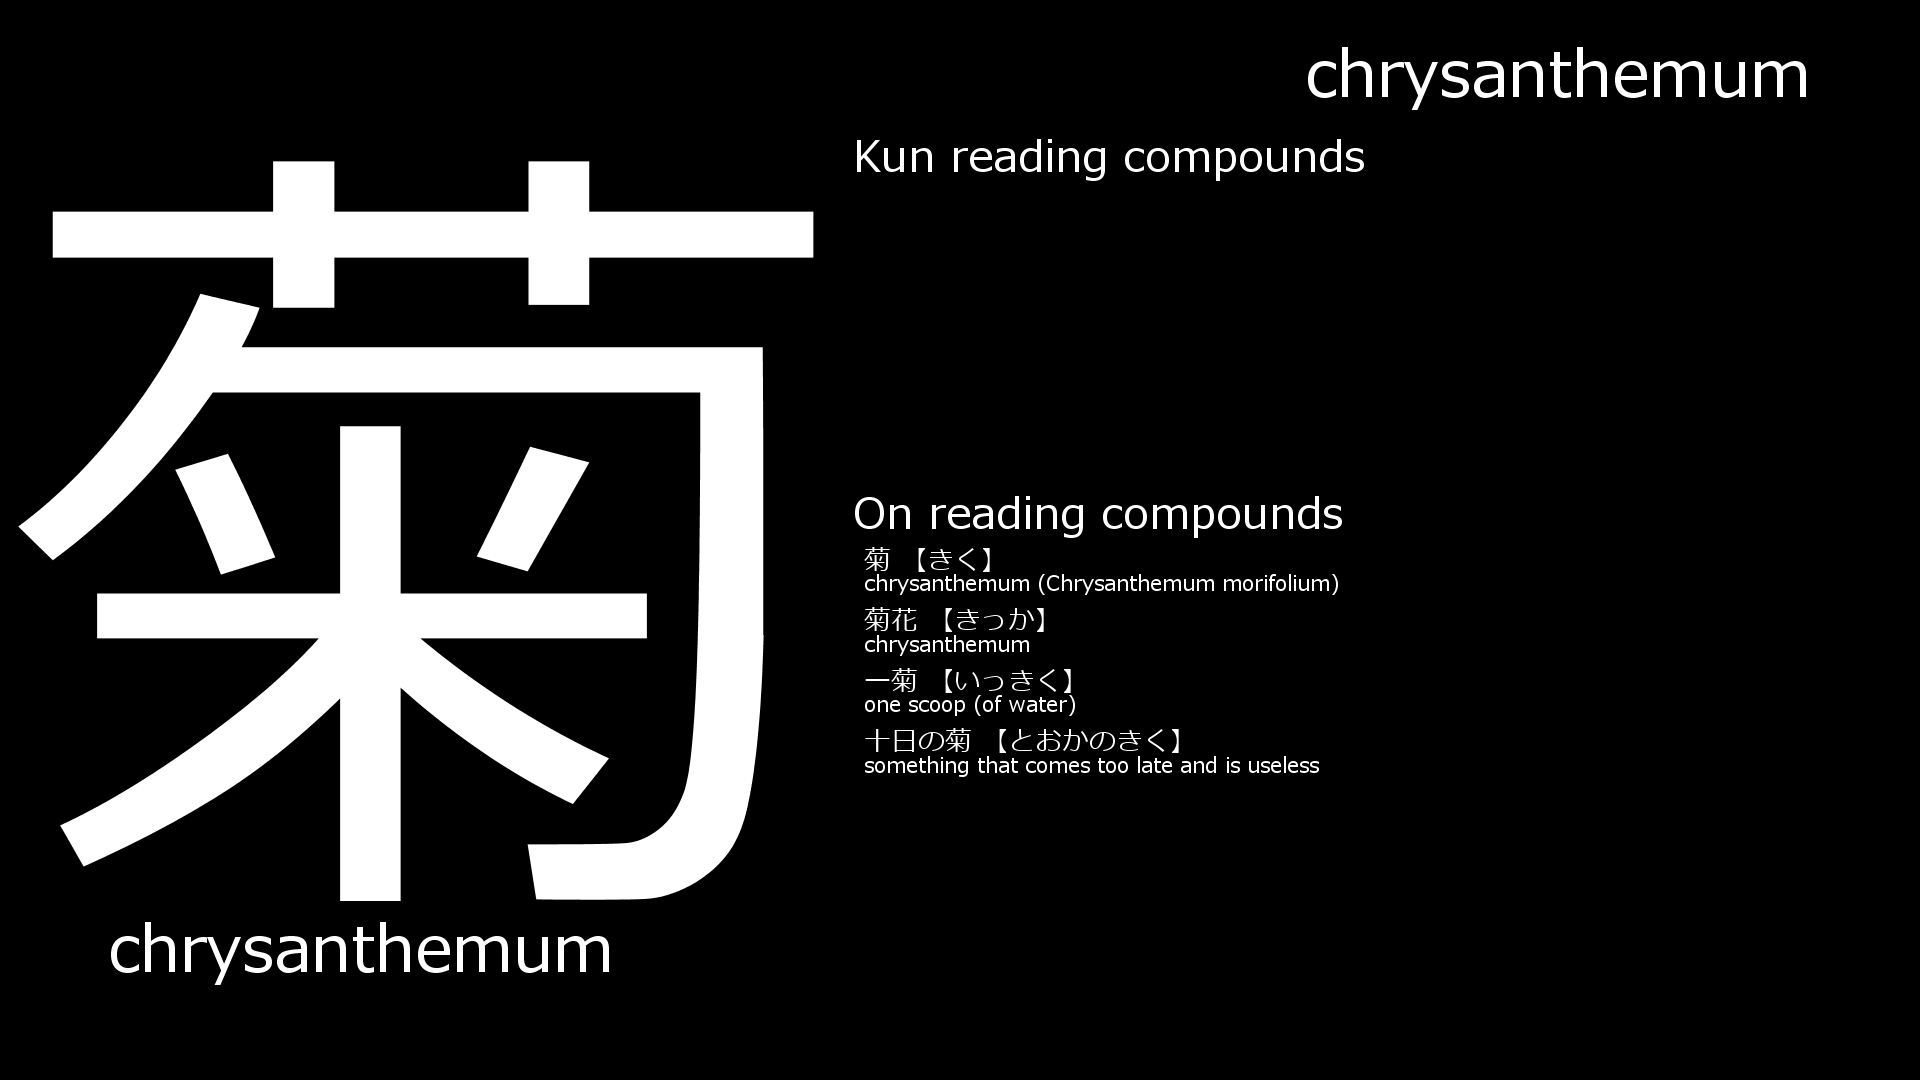 chrysanthemum
菊
Kun reading compounds
On reading compounds
菊 【きく】
chrysanthemum (Chrysanthemum morifolium)
菊花 【きっか】
chrysanthemum
一菊 【いっきく】
one scoop (of water)
十日の菊 【とおかのきく】
something that comes too late and is useless
chrysanthemum